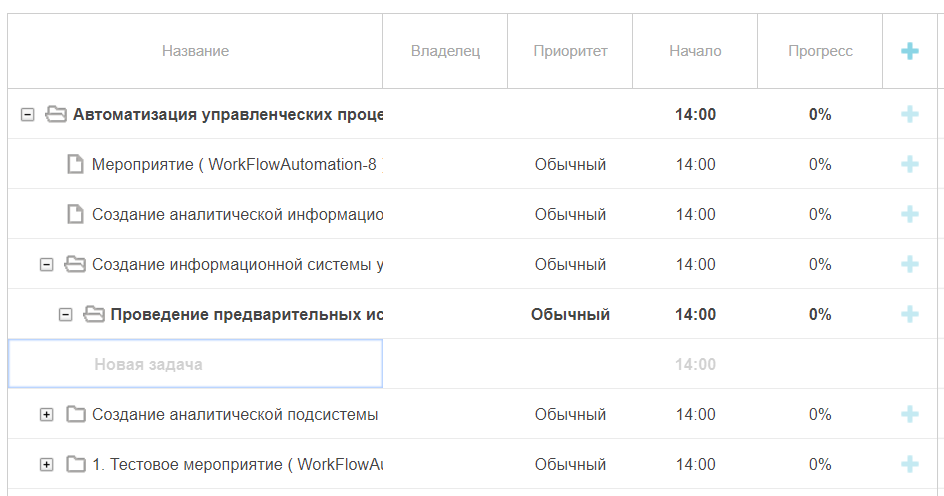 Название Владелец Приоритет Начало Прогресс
Автоматизация управленческих проце 14:00 0%
Мероприятие ( WorkFlowAutomation-8 Обычный 14:00 0%
Создание аналитической информацио Обычный 14:00 0%
Создание информационной системы у Обычный 14:00 0%
Проведение предварительных ис Обычный 14:00 0%
Новая задача 14:00
Создание аналитической подсистемы Обычный 14:00 0%
1. Тестовое мероприятие ( WorkFlowAu Обычный 14:00 0%